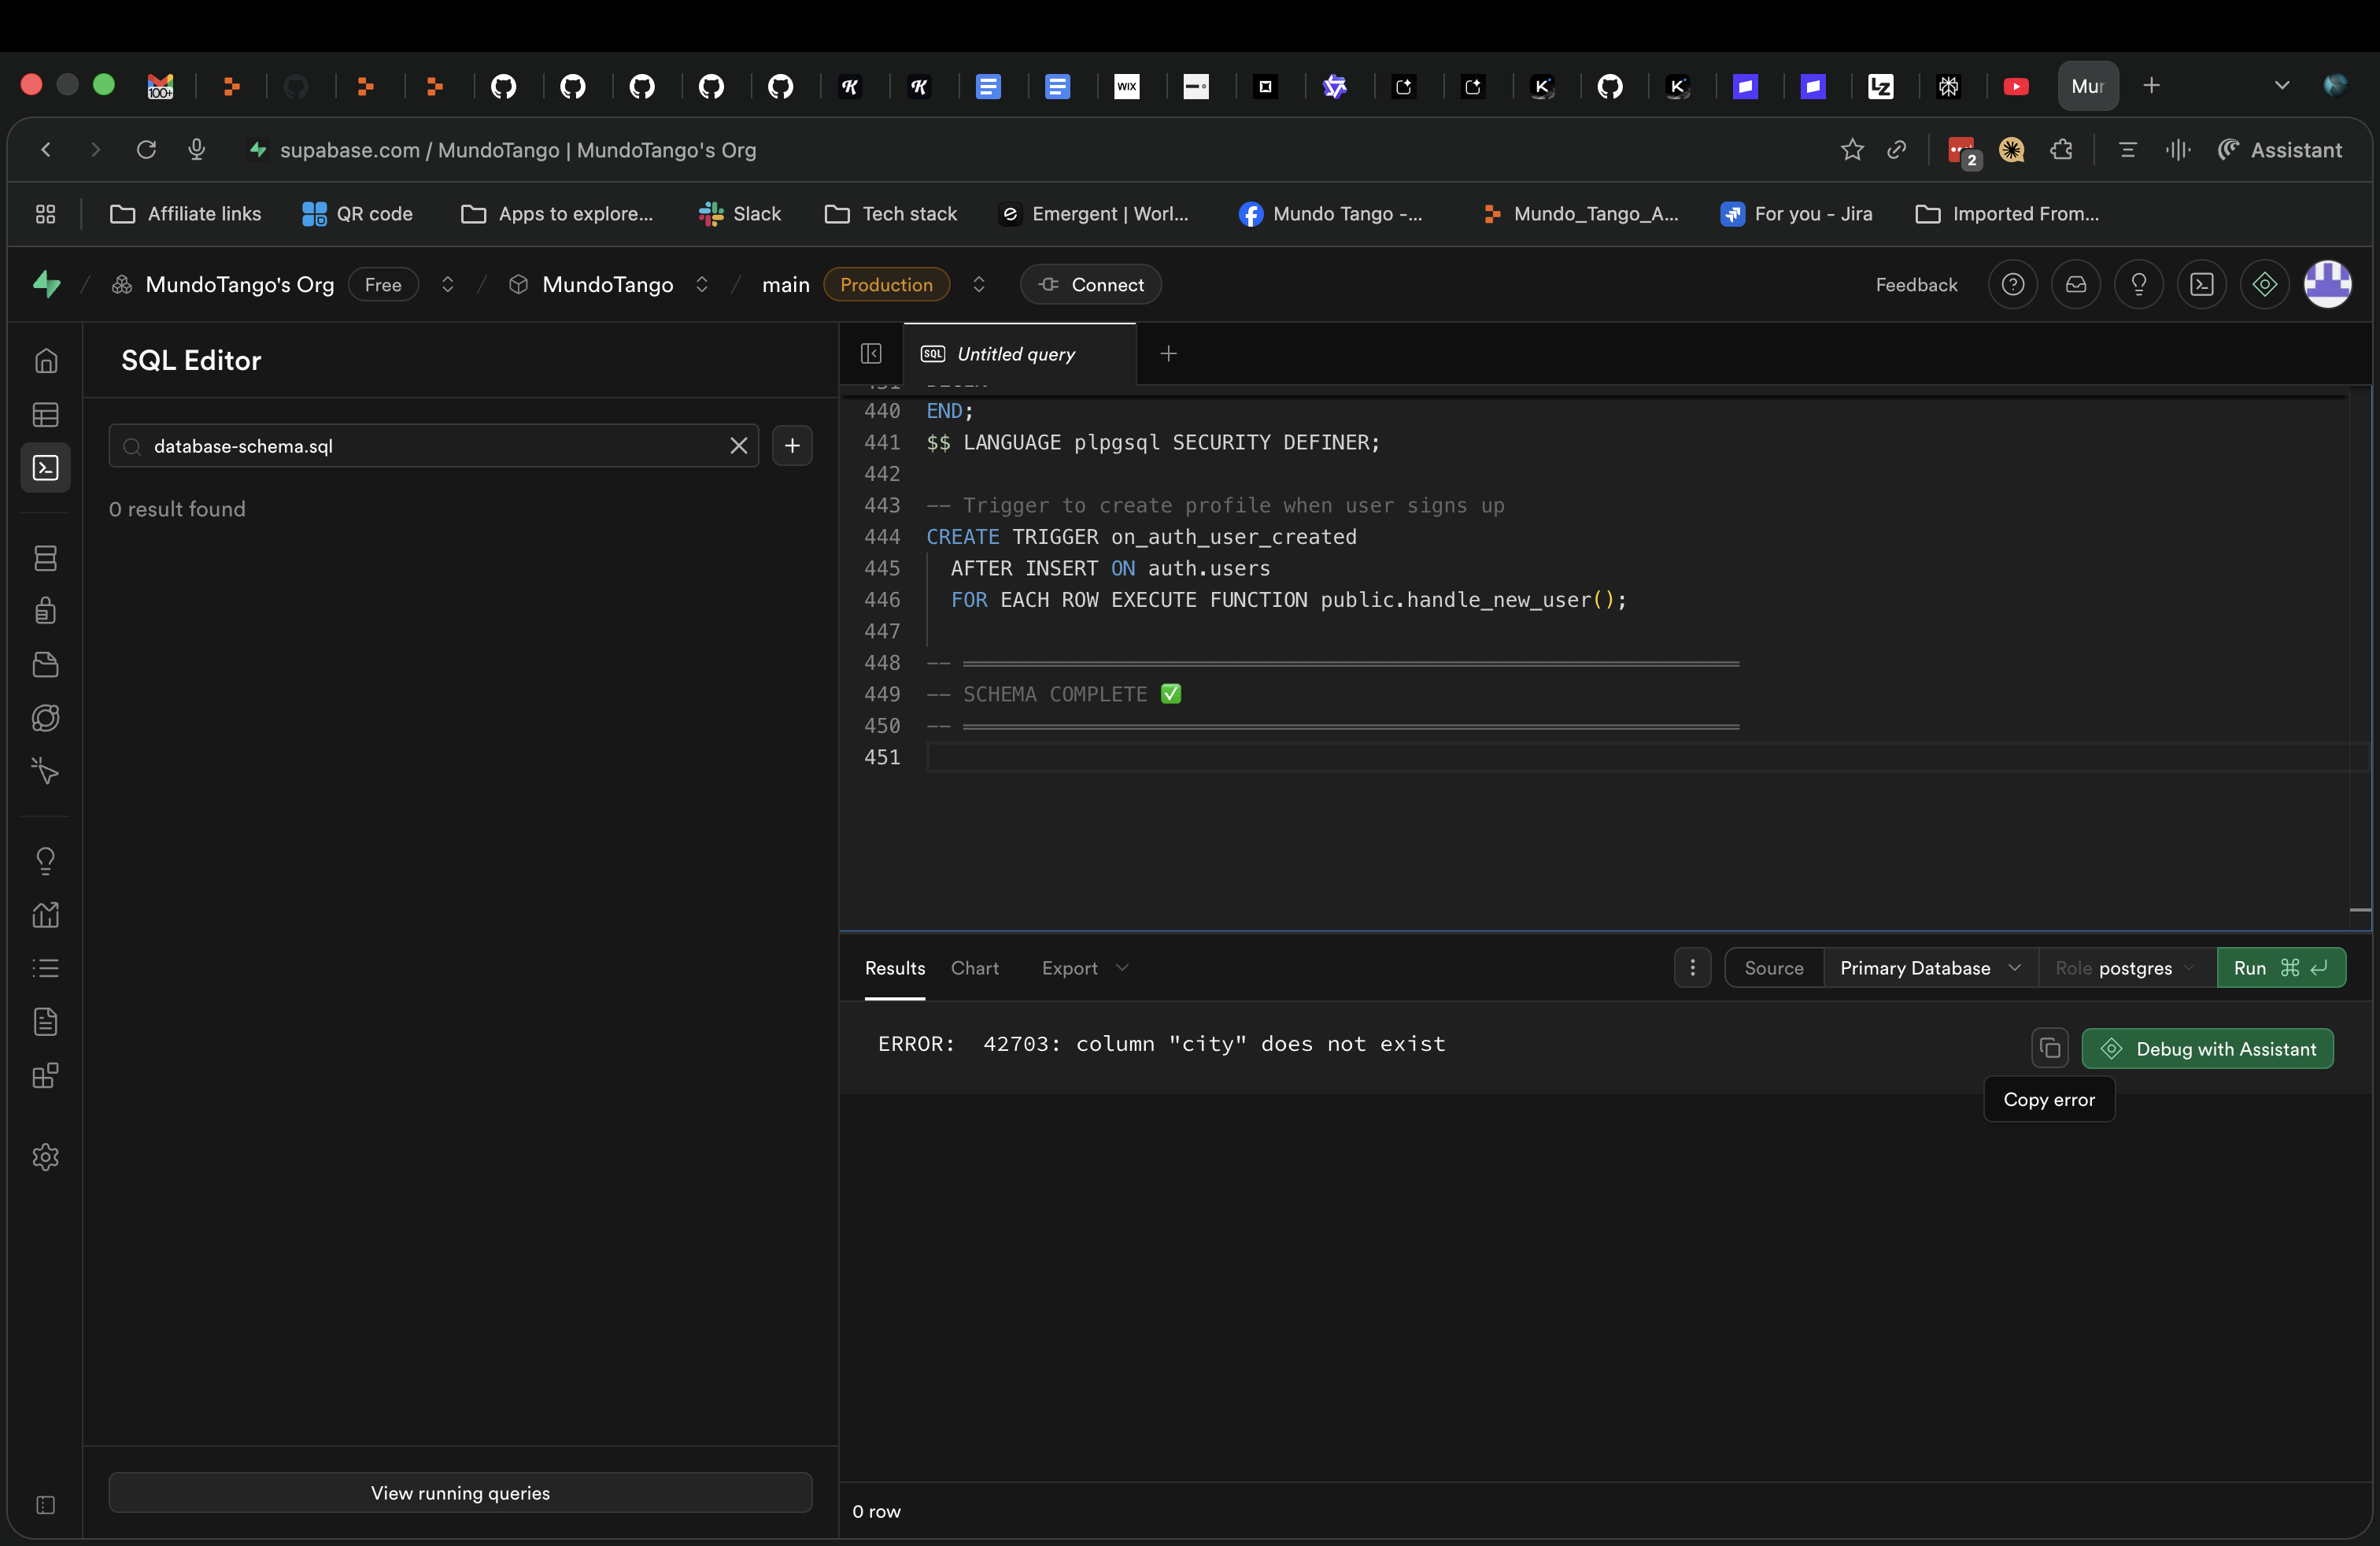 100+
WIX
LZ
Mur
supabase.com / MundoTango | MundoTango's Org
2
Assistant
Affiliate links
QR code
Apps to explore...
Slack
Tech stack
Emergent | Worl...
Mundo Tango -...
Mundo_Tango_A...
For you - Jira
Imported From...
MundoTango's Org
Free
MundoTango
main
Production
Connect
Feedback
SQL Editor
SQL Untitled query
database-schema.sql
0 result found
440 END;
441 $$ LANGUAGE plpgsql SECURITY DEFINER;
442
443 -- Trigger to create profile when user signs up
444 CREATE TRIGGER on_auth_user_created
445 AFTER INSERT ON auth.users
446 FOR EACH ROW EXECUTE FUNCTION public.handle_new_user();
447
448 -- ═══════════════════════════════════════════════════════════════
449 -- SCHEMA COMPLETE ✅
450 -- ═══════════════════════════════════════════════════════════════
451
Results
Chart
Export
Source
Primary Database
Role postgres
Run ⌘ ↵
ERROR:  42703: column "city" does not exist
Debug with Assistant
Copy error
View running queries
0 row